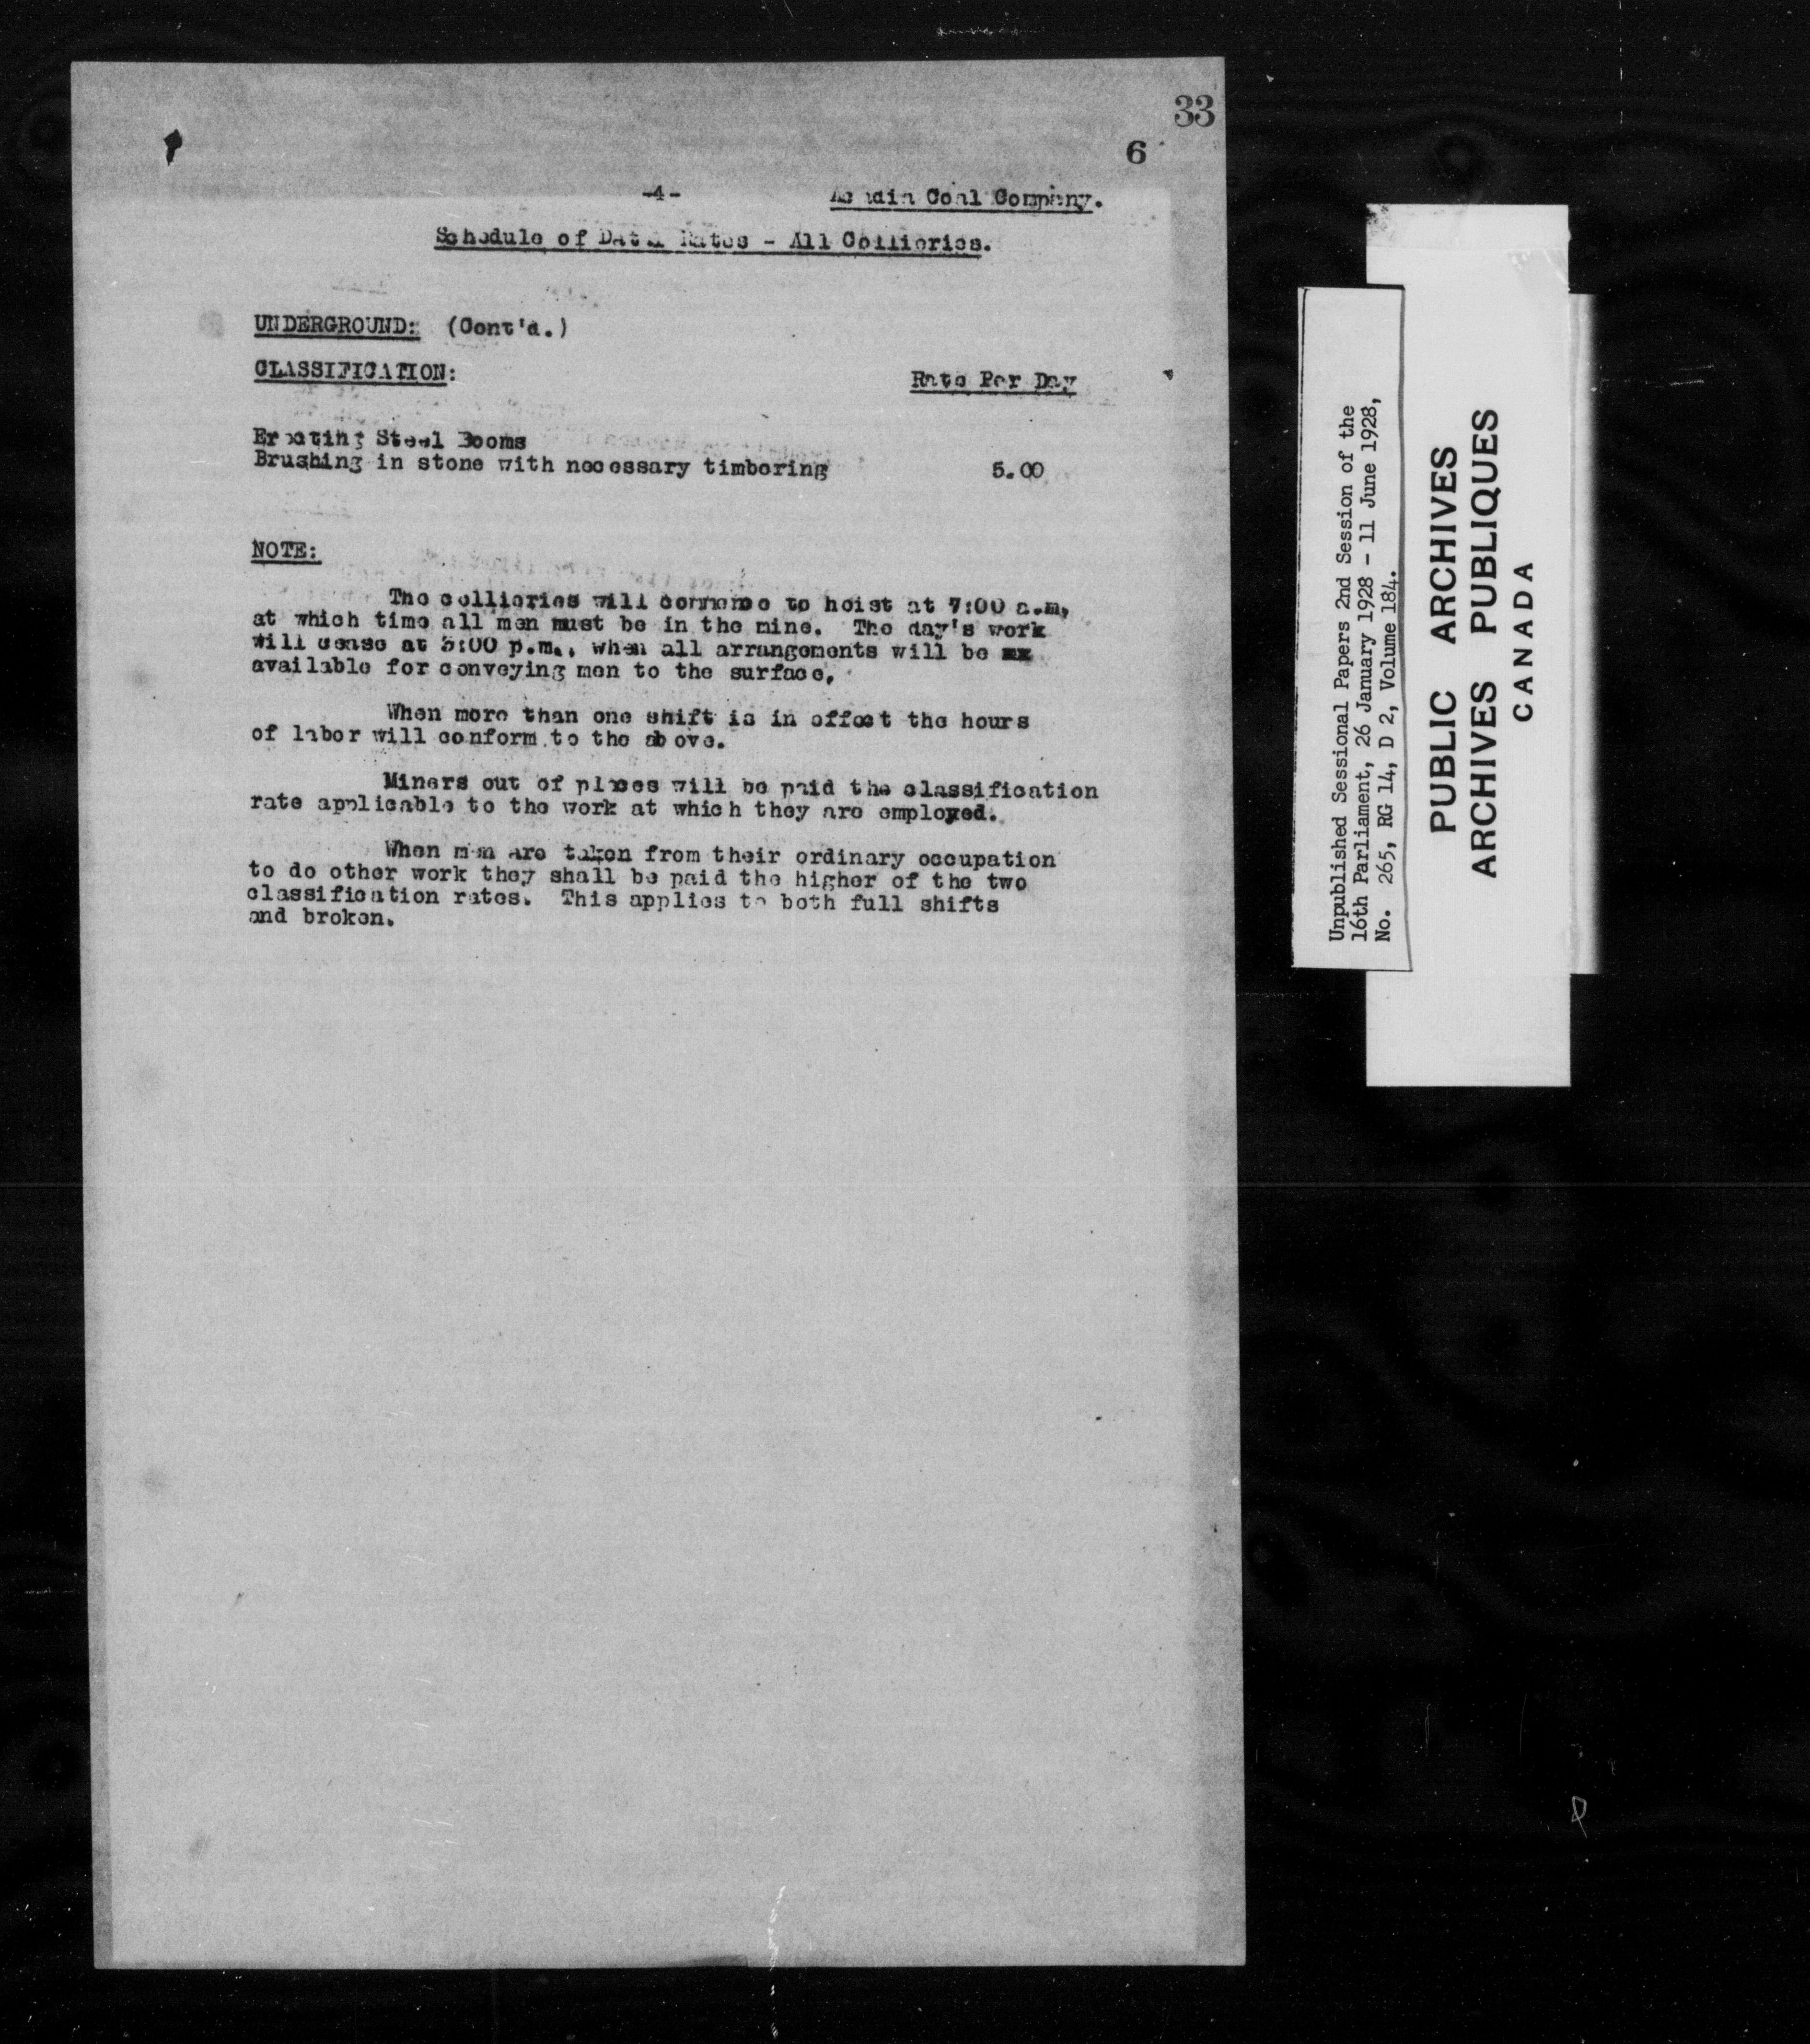 33
6
-4-
Acadia Coal Company.
Schedule of Datal Rates - All Collieries.
UNDERGROUND: (Cont'd.)
CLASSIFICATION:
Rate Per Day
Erecting Steel Booms
Brushing in stone with necessary timbering 5.00
NOTE:
The collieries will commence to hoist at 7:00 a.m.
at which time all men must be in the mine. The day's work
will cease at 3:00 p.m., when all arrangements will be xx
available for conveying men to the surface.
When more than one shift is in effect the hours
of labor will conform to the above.
Miners out of places will be paid the classification
rate applicable to the work at which they are employed.
When men are taken from their ordinary occupation
to do other work they shall be paid the higher of the two
classification rates. This applies to both full shifts
and broken.
Unpublished Sessional Papers 2nd Session of the
16th Parliament, 26 January 1928 - 11 June 1928,
No. 265, RG 14, D 2, Volume 184.
PUBLIC ARCHIVES
ARCHIVES PUBLIQUES
CANADA